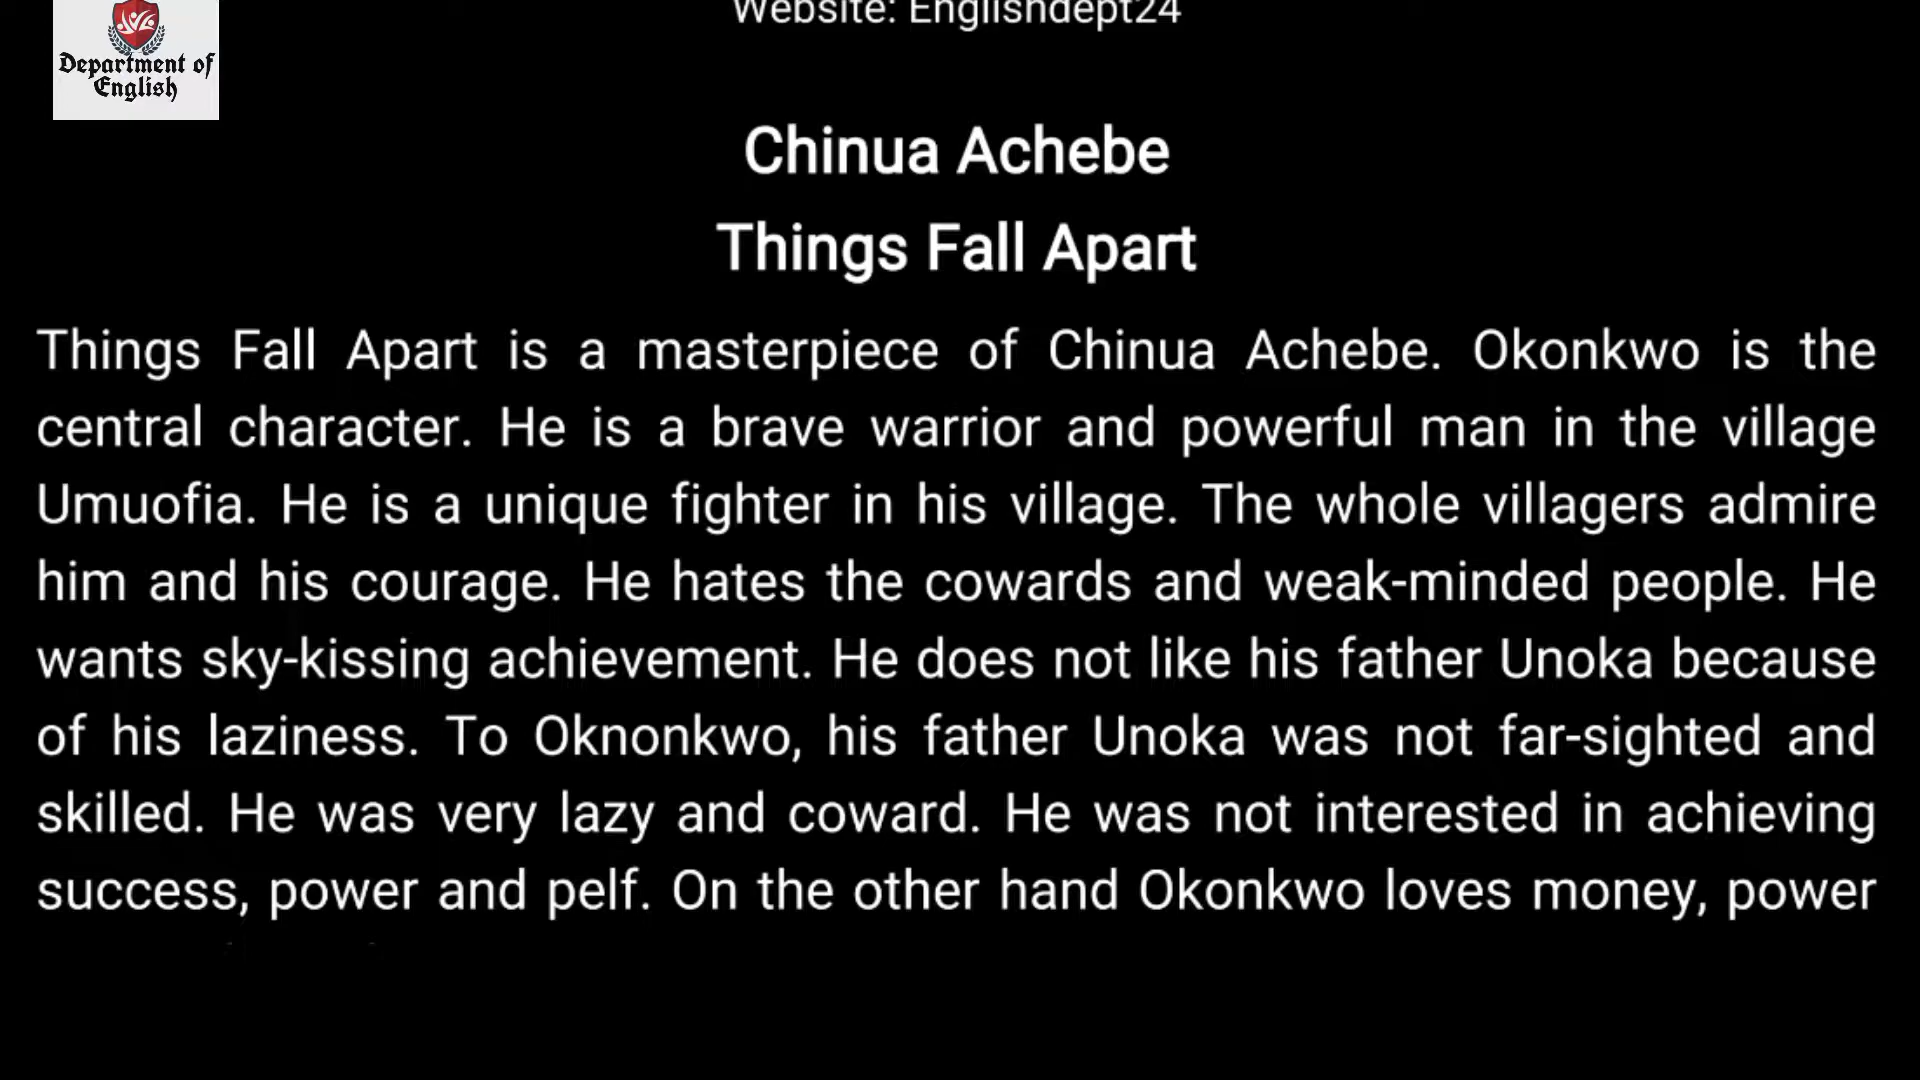 Website: Englishdept24
Department of
English
Chinua Achebe
Things Fall Apart
Things Fall Apart is a masterpiece of Chinua Achebe. Okonkwo is the
central character. He is a brave warrior and powerful man in the village
Umuofia. He is a unique fighter in his village. The whole villagers admire
him and his courage. He hates the cowards and weak-minded people. He
wants sky-kissing achievement. He does not like his father Unoka because
of his laziness. To Oknonkwo, his father Unoka was not far-sighted and
skilled. He was very lazy and coward. He was not interested in achieving
success, power and pelf. On the other hand Okonkwo loves money, power